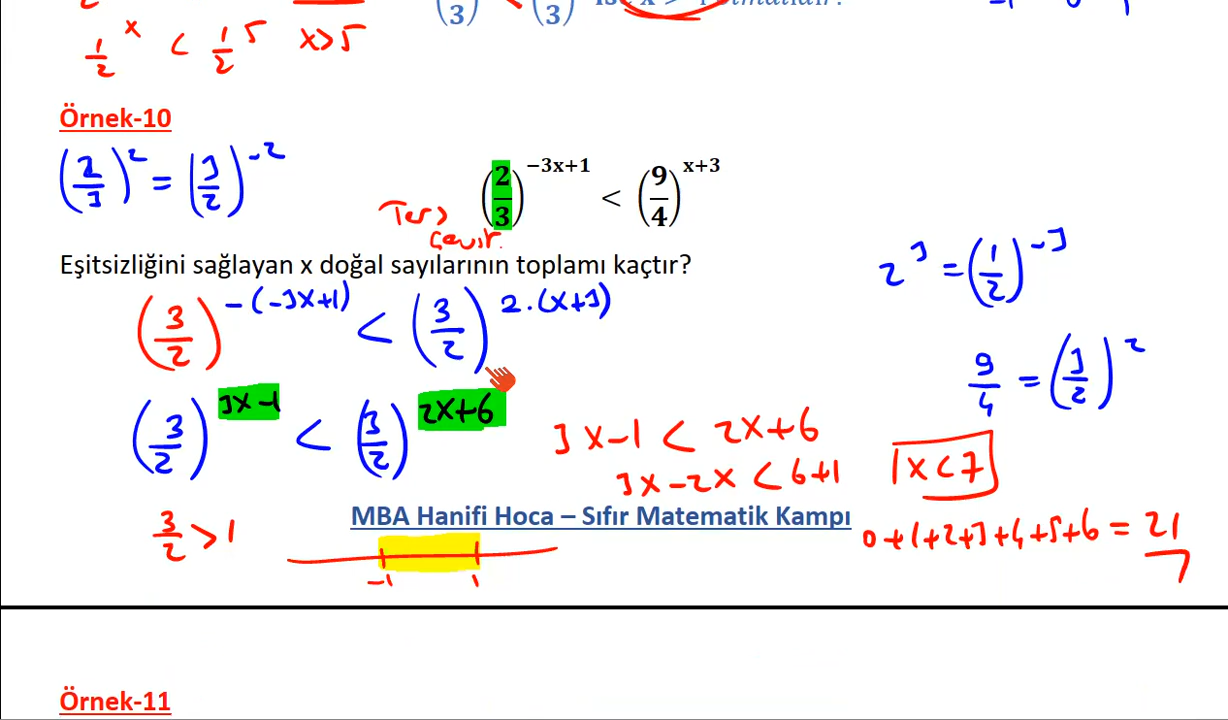 (1/2)^x < (1/2)^5 x>5
Örnek-10
(2/3)^2 = (3/2)^-2
(2/3)^−3x+1 < (9/4)^x+3
Ters
Çevir.
Eşitsizliğini sağlayan x doğal sayılarının toplamı kaçtır?
2^3 = (1/2)^-3
(3/2)^-(-3x+1) < (3/2)^2.(x+3)
9/4 = (3/2)^2
(3/2)^3x-1 < (3/2)^2x+6
3x-1 < 2x+6
3x-2x < 6+1
x<7
3/2 > 1
MBA Hanifi Hoca – Sıfır Matematik Kampı
0+1+2+3+4+5+6 = 21
-1 1
Örnek-11